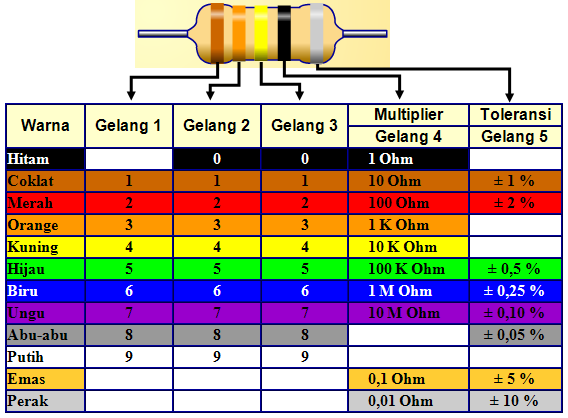 Warna Gelang 1 Gelang 2 Gelang 3 Multiplier Toleransi
Gelang 4 Gelang 5
Hitam 0 0 1 Ohm
Coklat 1 1 1 10 Ohm ± 1 %
Merah 2 2 2 100 Ohm ± 2 %
Orange 3 3 3 1 K Ohm
Kuning 4 4 4 10 K Ohm
Hijau 5 5 5 100 K Ohm ± 0,5 %
Biru 6 6 6 1 M Ohm ± 0,25 %
Ungu 7 7 7 10 M Ohm ± 0,10 %
Abu-abu 8 8 8 ± 0,05 %
Putih 9 9 9
Emas 0,1 Ohm ± 5 %
Perak 0,01 Ohm ± 10 %